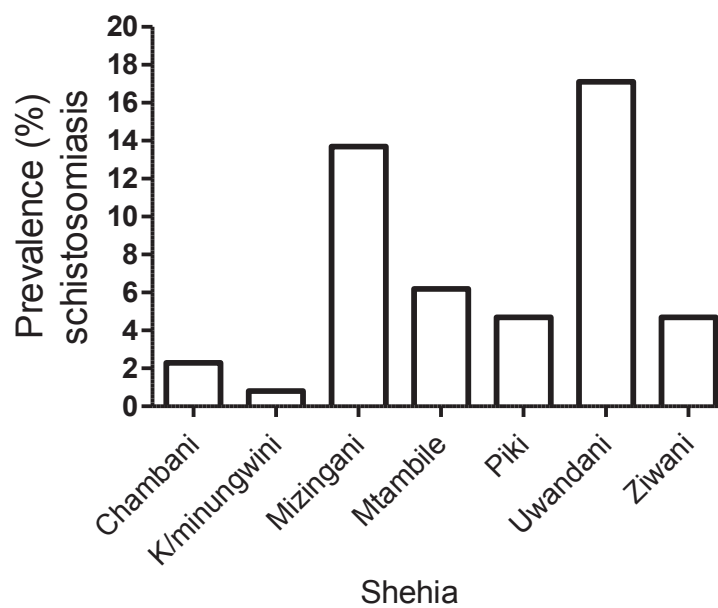 Prevalence (%)
schistosomiasis
20
18
16
14
12
10
8
6
4
2
0
Chambani
K/minungwini
Mizingani
Mtambile
Piki
Uwandani
Ziwani
Shehia